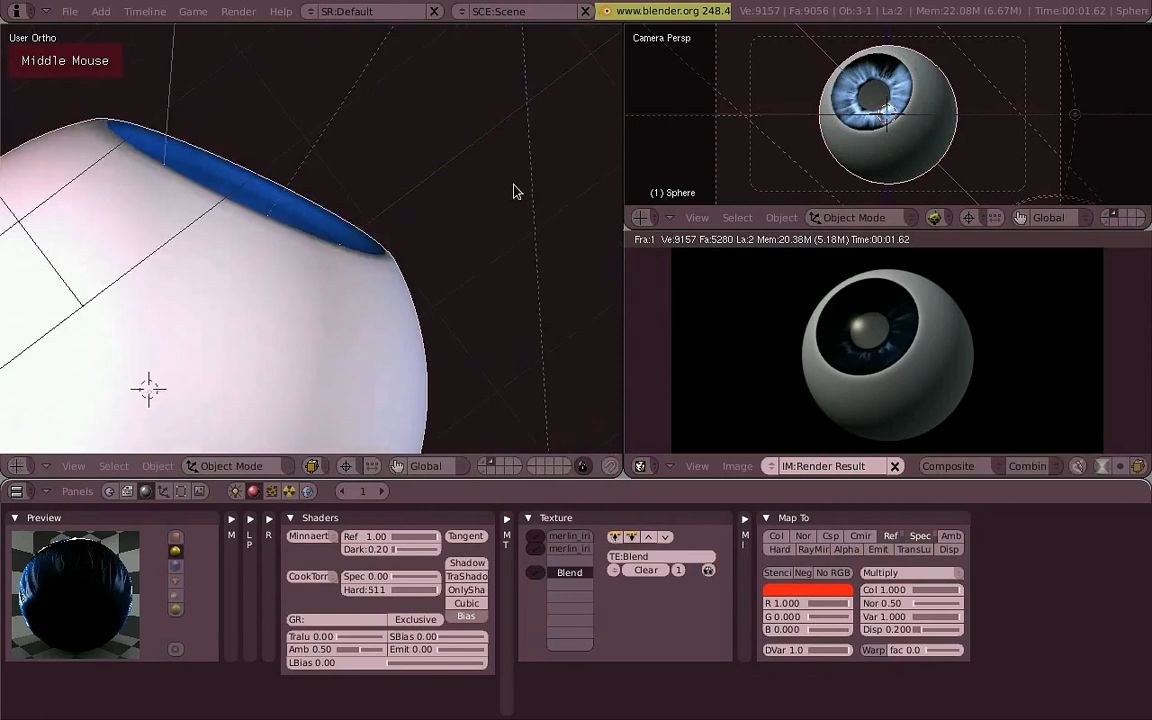 File Add Timeline Game Render Help SR:Default SCE:Scene www.blender.org 248.4 Ve:9157 | Fa:9056 | Ob:3-1 | La:2 | Mem:22.08M (6.67M) | Time:00:01.62 | Sphere
User Ortho
Middle Mouse
Camera Persp
(1) Sphere
View Select Object Object Mode Global
Fra:1 Ve:9157 Fa:5280 La:2 Mem:20.38M (5.18M) Time:00:01.62
View Select Object Object Mode Global
View Image IM:Render Result Composite Combin
Panels 1
Preview
M
L
P
R
Shaders
Minnaert
Ref 1.00
Dark:0.20
Tangent
Shadow
TraShado
OnlySha
Cubic
Bias
CookTorr
Spec 0.00
Hard:511
GR: Exclusive
Tralu 0.00 SBias 0.00
Amb 0.50 Emit 0.00
LBias 0.00
M
T
Texture
merlin_iri
merlin_iri
Blend
TE:Blend
Clear 1
M
I
Map To
Col Nor Csp Cmir Ref Spec Amb
Hard RayMir Alpha Emit TransLu Disp
Stenci Neg No RGB Multiply
R 1.000
G 0.000
B 0.000
Col 1.000
Nor 0.50
Var 1.000
Disp 0.200
DVar 1.0 Warp fac 0.0